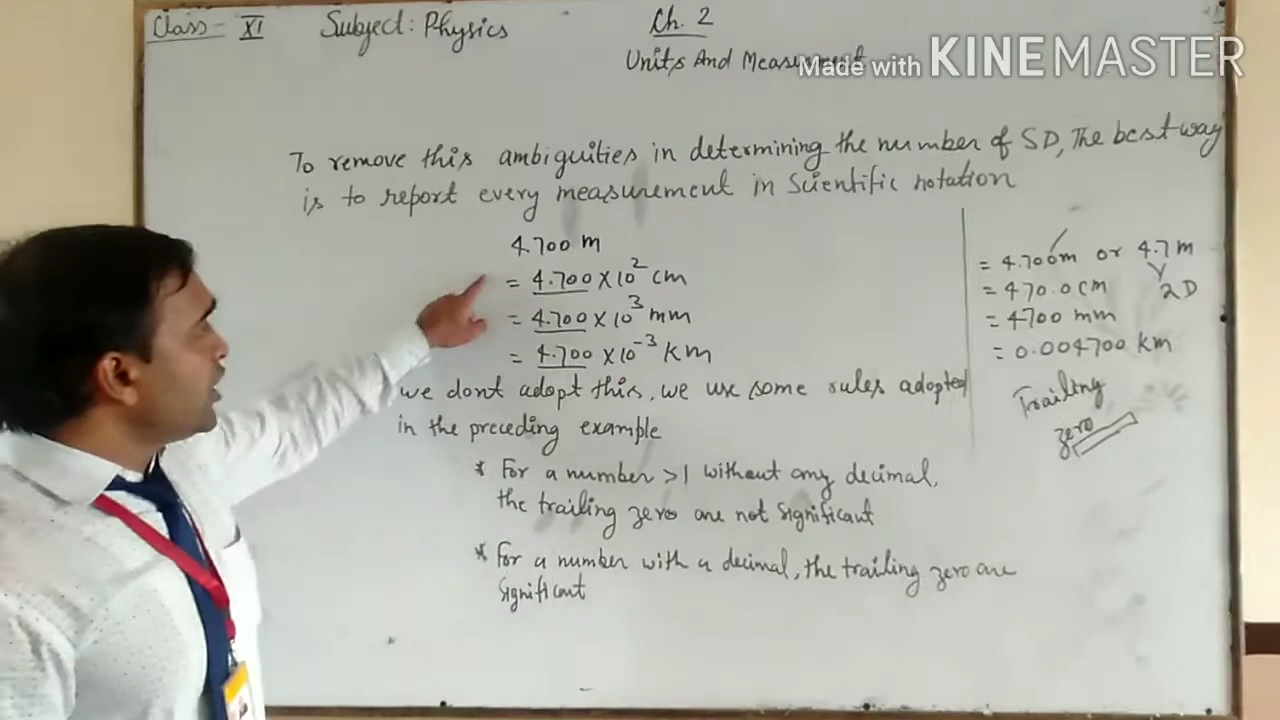 Class - XI Subject: Physics Ch. 2
Units And Measurement
Made with KINEMASTER
To remove this ambiguities in determining the number of SD, The best way
is to report every measurement in Scientific notation
4.700 m
= 4.700 × 10² cm
= 4.700 × 10³ mm
= 4.700 × 10⁻³ km
we dont adopt this, we use some rules adopted
in the preceding example
* For a number >1 without any decimal,
the trailing zeros are not significant
* For a number with a decimal, the trailing zero are
significant
= 4.700m or 4.7 m
= 470.0 cm 2D
= 4700 mm
= 0.004700 km
Trailing
zero